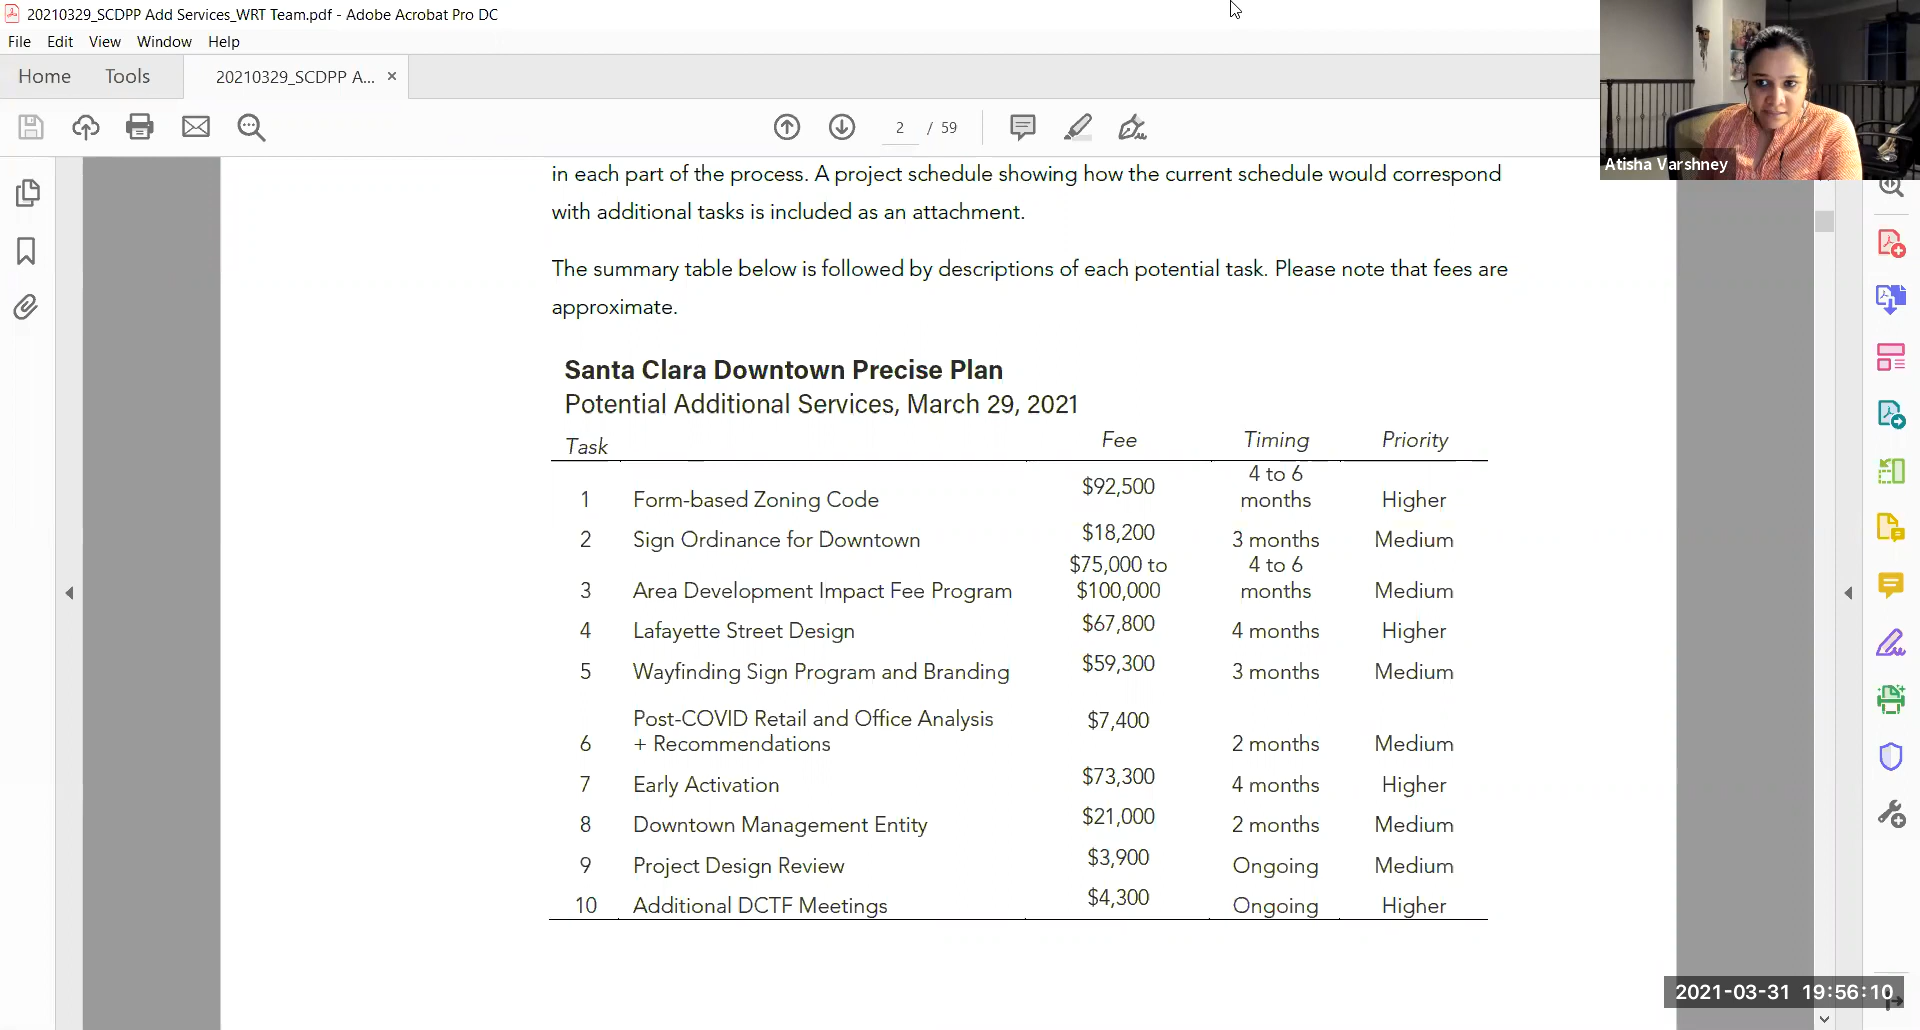 20210329_SCDPP Add Services_WRT Team.pdf - Adobe Acrobat Pro DC
File Edit View Window Help
Home Tools 20210329_SCDPP A... ×
2 / 59
Atisha Varshney
in each part of the process. A project schedule showing how the current schedule would correspond
with additional tasks is included as an attachment.
The summary table below is followed by descriptions of each potential task. Please note that fees are
approximate.
Santa Clara Downtown Precise Plan
Potential Additional Services, March 29, 2021
Task Fee Timing Priority
1 Form-based Zoning Code $92,500 4 to 6 months Higher
2 Sign Ordinance for Downtown $18,200 3 months Medium
3 Area Development Impact Fee Program $75,000 to $100,000 4 to 6 months Medium
4 Lafayette Street Design $67,800 4 months Higher
5 Wayfinding Sign Program and Branding $59,300 3 months Medium
6 Post-COVID Retail and Office Analysis + Recommendations $7,400 2 months Medium
7 Early Activation $73,300 4 months Higher
8 Downtown Management Entity $21,000 2 months Medium
9 Project Design Review $3,900 Ongoing Medium
10 Additional DCTF Meetings $4,300 Ongoing Higher
2021-03-31 19:56:10